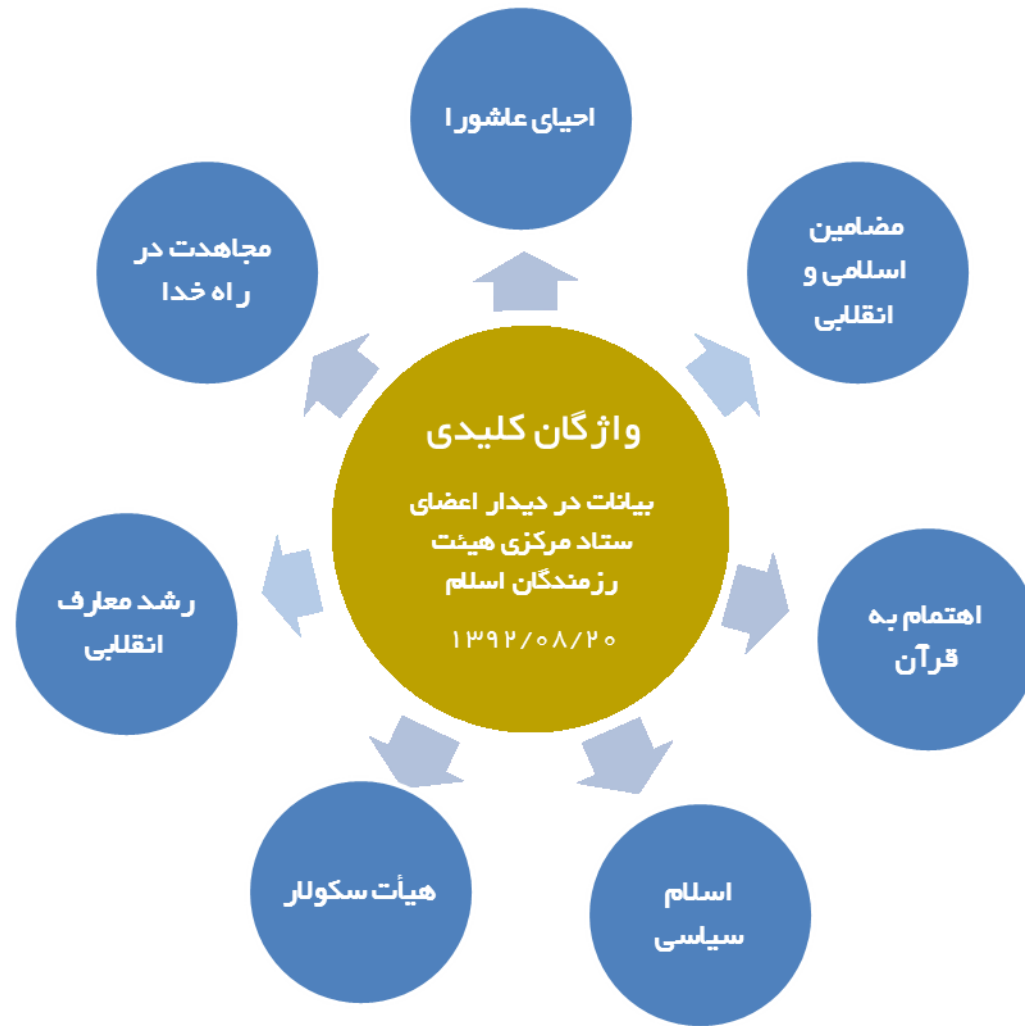 احیای عاشورا
مضامین
اسلامی و
انقلابی
مجاهدت در
راه خدا
واژگان کلیدی
بیانات در دیدار اعضای
ستاد مرکزی هیئت
رزمندگان اسلام
۱۳۹۲/۰۸/۲۰
اهتمام به
قرآن
رشد معارف
انقلابی
اسلام
سیاسی
هیأت سکولار